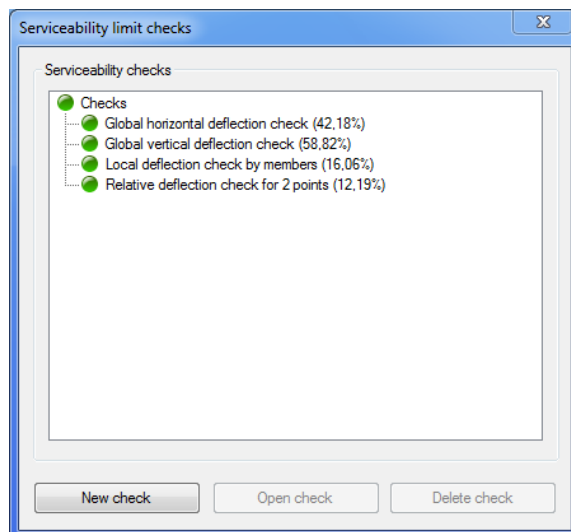 Serviceability limit checks
Serviceability checks
Checks
Global horizontal deflection check (42,18%)
Global vertical deflection check (58,82%)
Local deflection check by members (16,06%)
Relative deflection check for 2 points (12,19%)
New check
Open check
Delete check